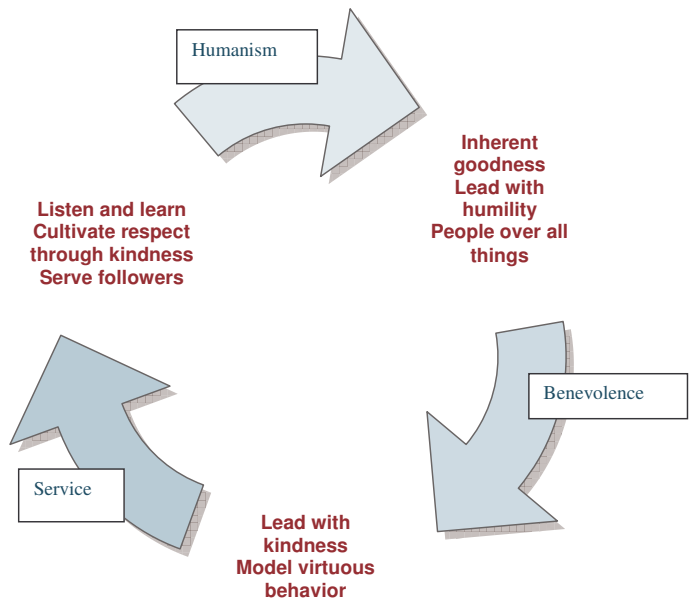 Humanism
Inherent
goodness
Lead with
humility
People over all
things
Listen and learn
Cultivate respect
through kindness
Serve followers
Benevolence
Service
Lead with
kindness
Model virtuous
behavior